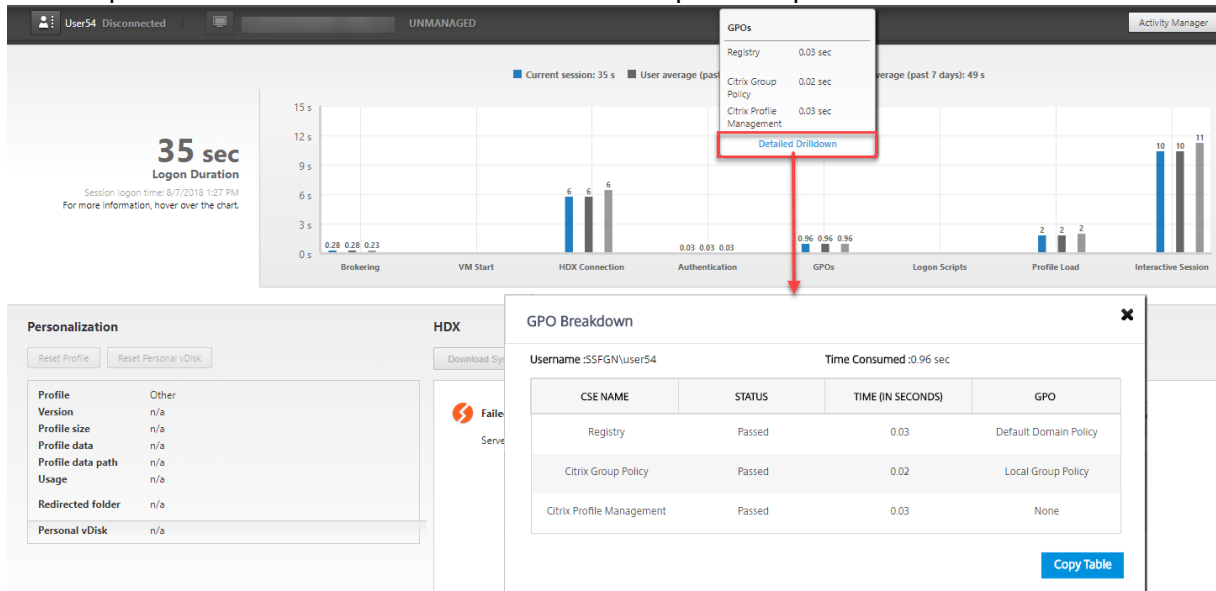 User54 Disconnected
UNMANAGED
Activity Manager
GPOs
Registry 0.03 sec
Citrix Group Policy 0.02 sec
Citrix Profile Management 0.03 sec
Detailed Drilldown
Current session: 35 s User average (pas verage (past 7 days): 49 s
35 sec
Logon Duration
Session logon time: 8/7/2018 1:27 PM
For more information, hover over the chart.
15 s
12 s
9 s
6 s
3 s
0 s
0.28 0.28 0.23
6 6 6
0.03 0.03 0.03
0.96 0.96 0.96
2 2 2
10 10 11
Brokering VM Start HDX Connection Authentication GPOs Logon Scripts Profile Load Interactive Session
Personalization
Reset Profile Reset Personal vDisk
Profile Other
Version n/a
Profile size n/a
Profile data n/a
Profile data path n/a
Usage n/a
Redirected folder n/a
Personal vDisk n/a
HDX
Download Sy
Faile
Serve
GPO Breakdown
Username :SSFGN\user54 Time Consumed :0.96 sec
CSE NAME STATUS TIME (IN SECONDS) GPO
Registry Passed 0.03 Default Domain Policy
Citrix Group Policy Passed 0.02 Local Group Policy
Citrix Profile Management Passed 0.03 None
Copy Table